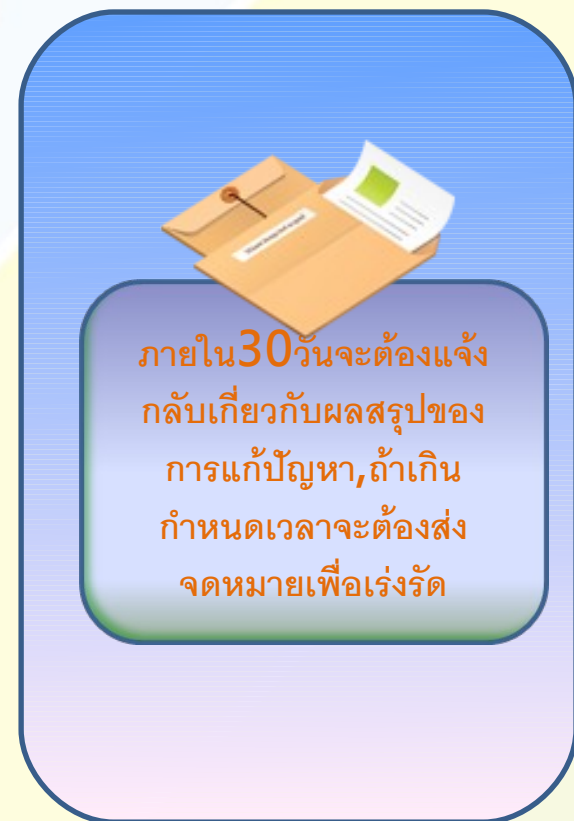 ภายใน30วันจะต้องแจ้ง
กลับเกี่ยวกับผลสรุปของ
การแก้ปัญหา,ถ้าเกิน
กำหนดเวลาจะต้องส่ง
จดหมายเพื่อเร่งรัด